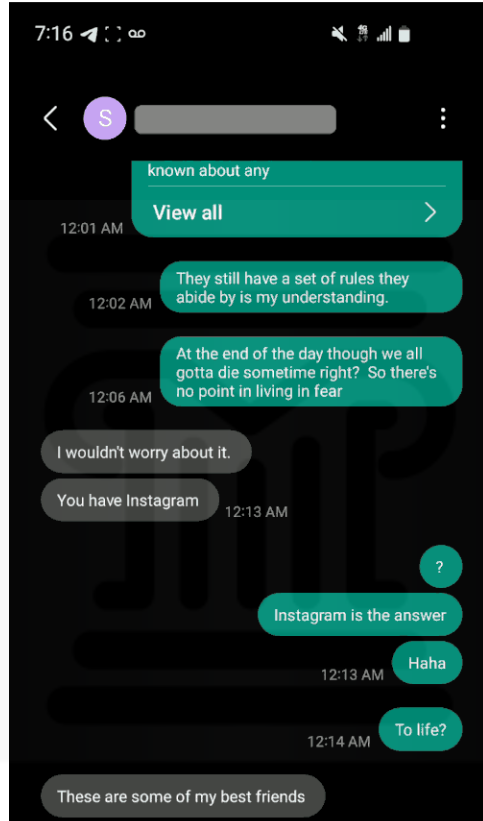 7:16
S
known about any
View all
12:01 AM
They still have a set of rules they
abide by is my understanding.
12:02 AM
At the end of the day though we all
gotta die sometime right? So there's
no point in living in fear
12:06 AM
I wouldn't worry about it.
You have Instagram
12:13 AM
?
Instagram is the answer
Haha
12:13 AM
To life?
12:14 AM
These are some of my best friends